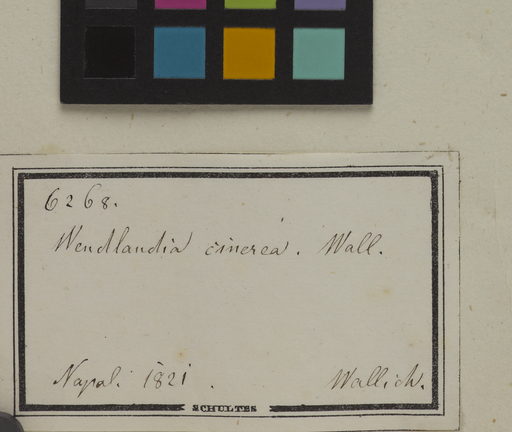 6268.
Wendlandia cinerea. Wall.
Napal. 1821. Wallich.
SCHULTES